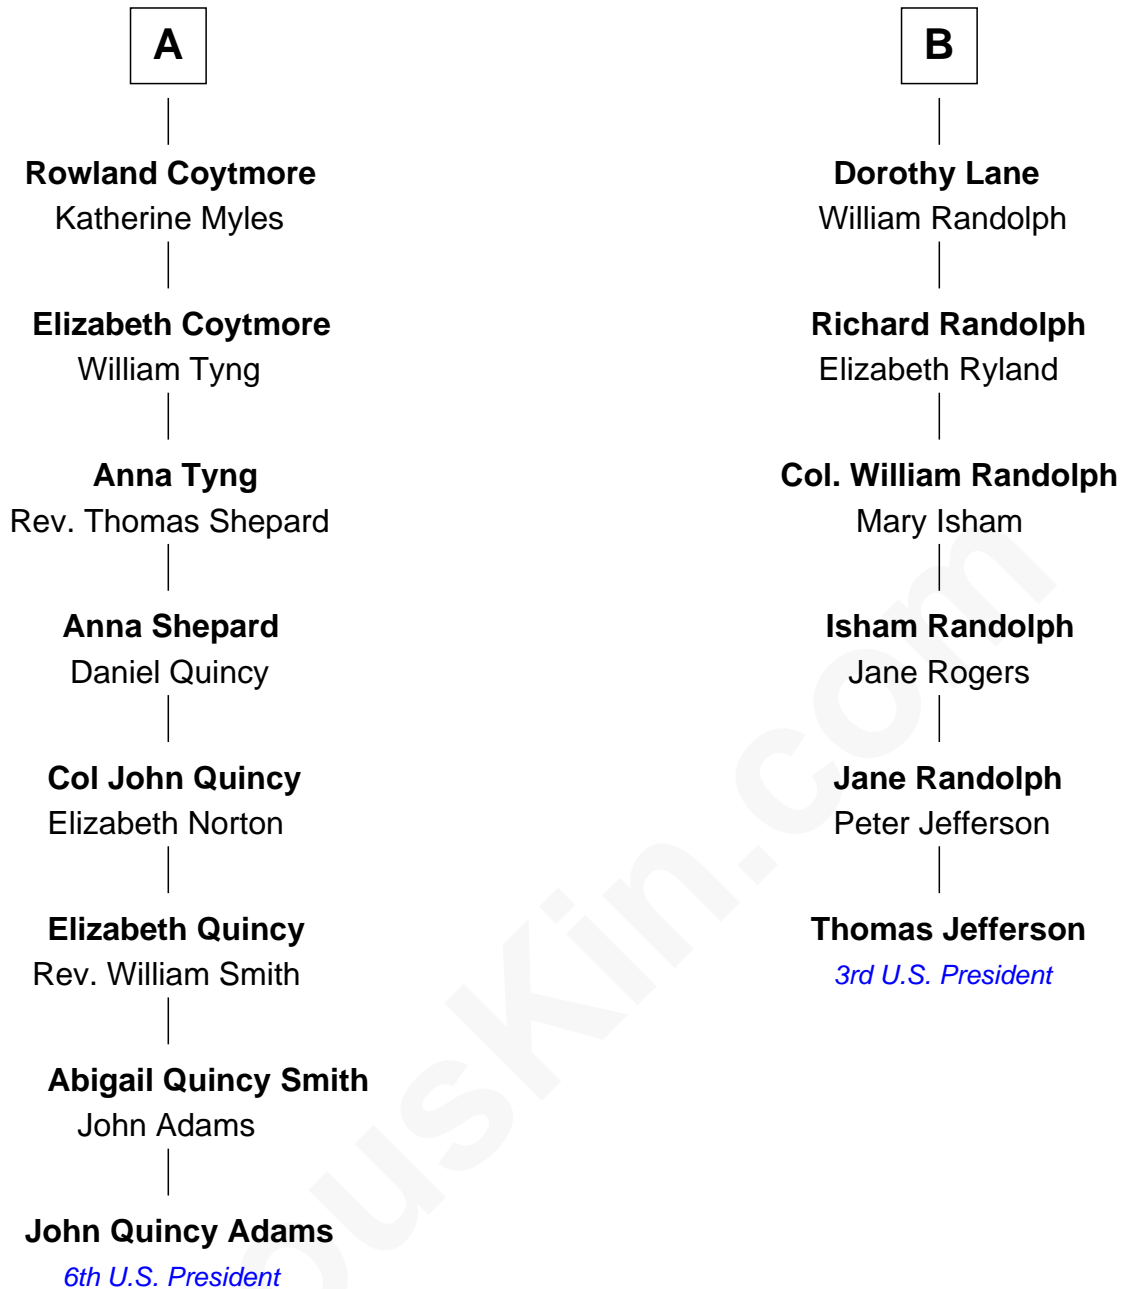 A
Rowland Coytmore
Katherine Myles
Elizabeth Coytmore
William Tyng
Anna Tyng
Rev. Thomas Shepard
Anna Shepard
Daniel Quincy
Col John Quincy
Elizabeth Norton
Elizabeth Quincy
Rev. William Smith
Abigail Quincy Smith
John Adams
John Quincy Adams
6th U.S. President
B
Dorothy Lane
William Randolph
Richard Randolph
Elizabeth Ryland
Col. William Randolph
Mary Isham
Isham Randolph
Jane Rogers
Jane Randolph
Peter Jefferson
Thomas Jefferson
3rd U.S. President
ousKin.com